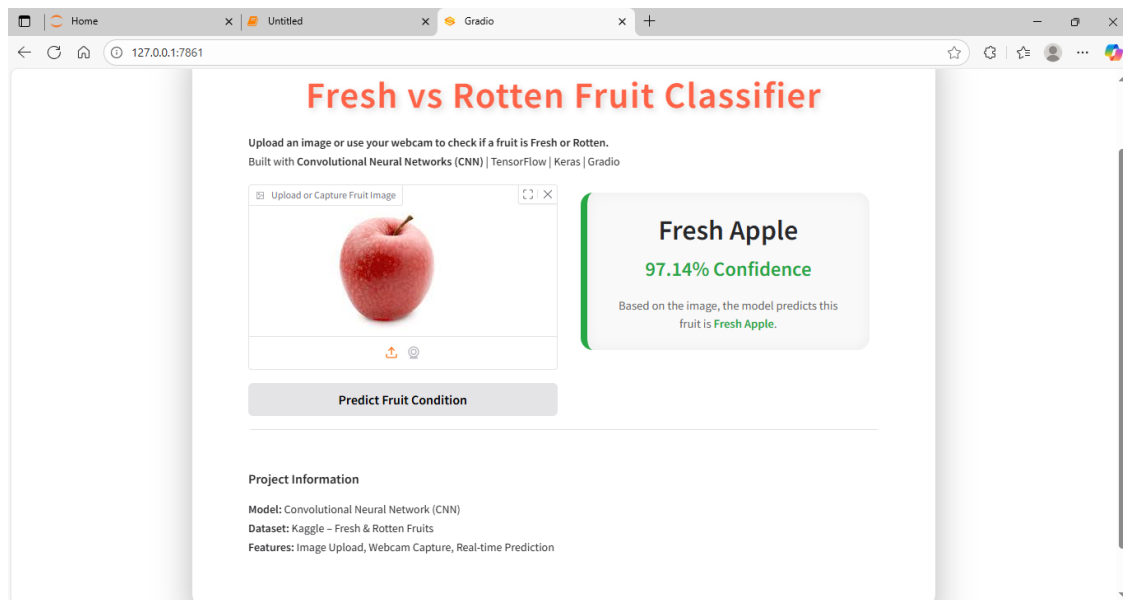 Home
Untitled
Gradio
127.0.0.1:7861
Fresh vs Rotten Fruit Classifier
Upload an image or use your webcam to check if a fruit is Fresh or Rotten.
Built with Convolutional Neural Networks (CNN) | TensorFlow | Keras | Gradio
Upload or Capture Fruit Image
Fresh Apple
97.14% Confidence
Based on the image, the model predicts this
fruit is Fresh Apple.
Predict Fruit Condition
Project Information
Model: Convolutional Neural Network (CNN)
Dataset: Kaggle – Fresh & Rotten Fruits
Features: Image Upload, Webcam Capture, Real-time Prediction